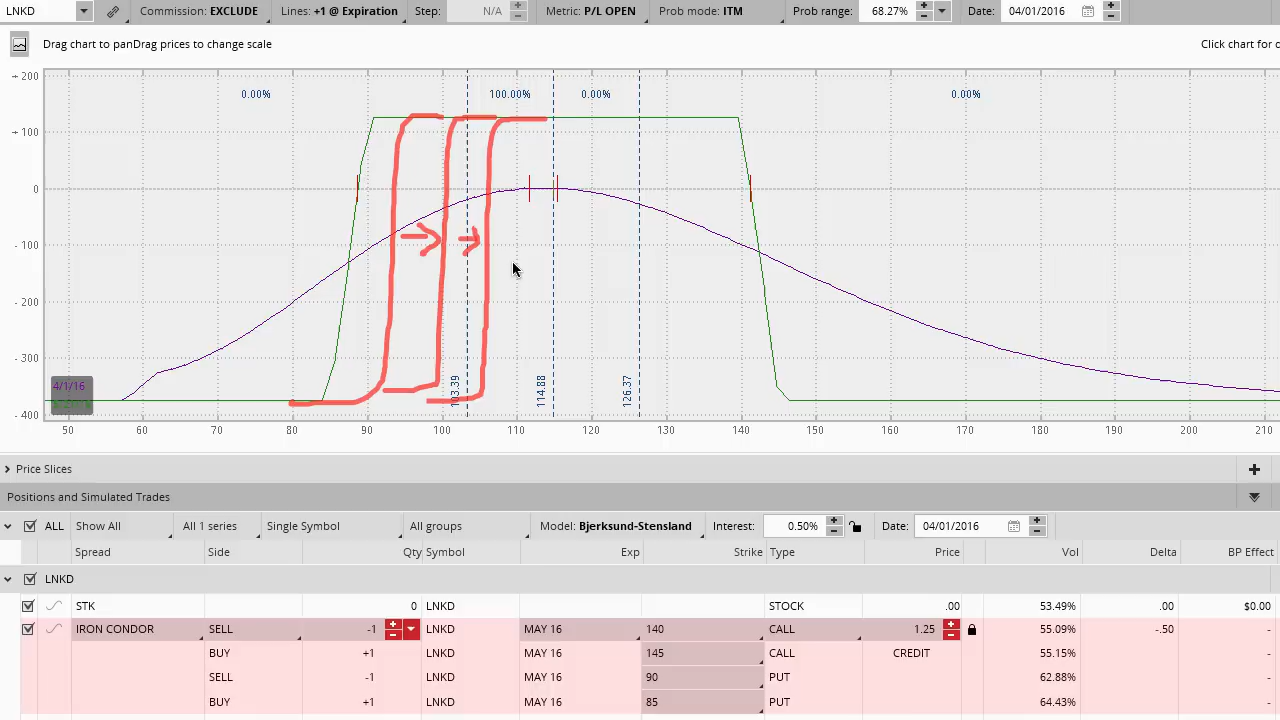 LNKD Commission: EXCLUDE Lines: +1 @ Expiration Step: N/A Metric: P/L OPEN Prob mode: ITM Prob range: 68.27% Date: 04/01/2016
Drag chart to panDrag prices to change scale Click chart for c
+ 200
0.00% 100.00% 0.00% 0.00%
+ 100
0
- 100
- 200
- 300
4/1/16 103.39 114.88 126.37
- 400
50 60 70 80 90 100 110 120 130 140 150 160 170 180 190 200 210
Price Slices
Positions and Simulated Trades
ALL Show All All 1 series Single Symbol All groups Model: Bjerksund-Stensland Interest: 0.50% Date: 04/01/2016
Spread Side Qty Symbol Exp Strike Type Price Vol Delta BP Effect
LNKD
STK 0 LNKD STOCK .00 53.49% .00 $0.00
IRON CONDOR SELL -1 LNKD MAY 16 140 CALL 1.25 55.09% -.50 -
BUY +1 LNKD MAY 16 145 CALL CREDIT 55.15% -
SELL -1 LNKD MAY 16 90 PUT 62.88% -
BUY +1 LNKD MAY 16 85 PUT 64.43% -